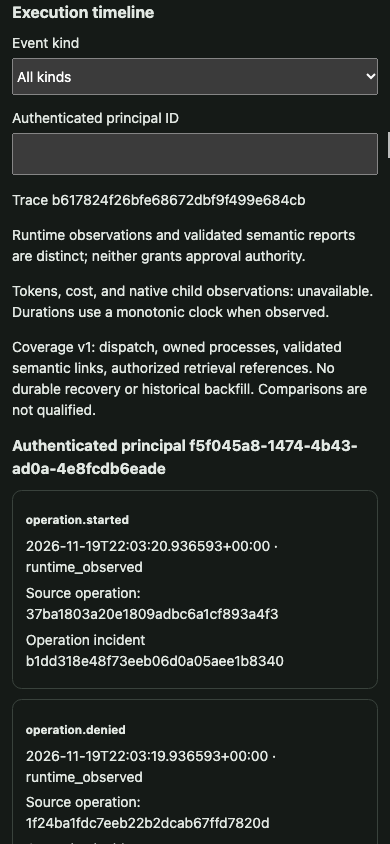 Execution timeline
Event kind
All kinds
Authenticated principal ID
Trace b617824f26bfe68672dbf9f499e684cb
Runtime observations and validated semantic reports
are distinct; neither grants approval authority.
Tokens, cost, and native child observations: unavailable.
Durations use a monotonic clock when observed.
Coverage v1: dispatch, owned processes, validated
semantic links, authorized retrieval references. No
durable recovery or historical backfill. Comparisons are
not qualified.
Authenticated principal f5f045a8-1474-4b43-
ad0a-4e8fcdb6eade
operation.started
2026-11-19T22:03:20.936593+00:00 ·
runtime_observed
Source operation:
37ba1803a20e1809adbc6a1cf893a4f3
Operation incident
b1dd318e48f73eeb06d0a05aee1b8340
operation.denied
2026-11-19T22:03:19.936593+00:00 ·
runtime_observed
Source operation:
1f24ba1fdc7eeb22b2dcab67ffd7820d